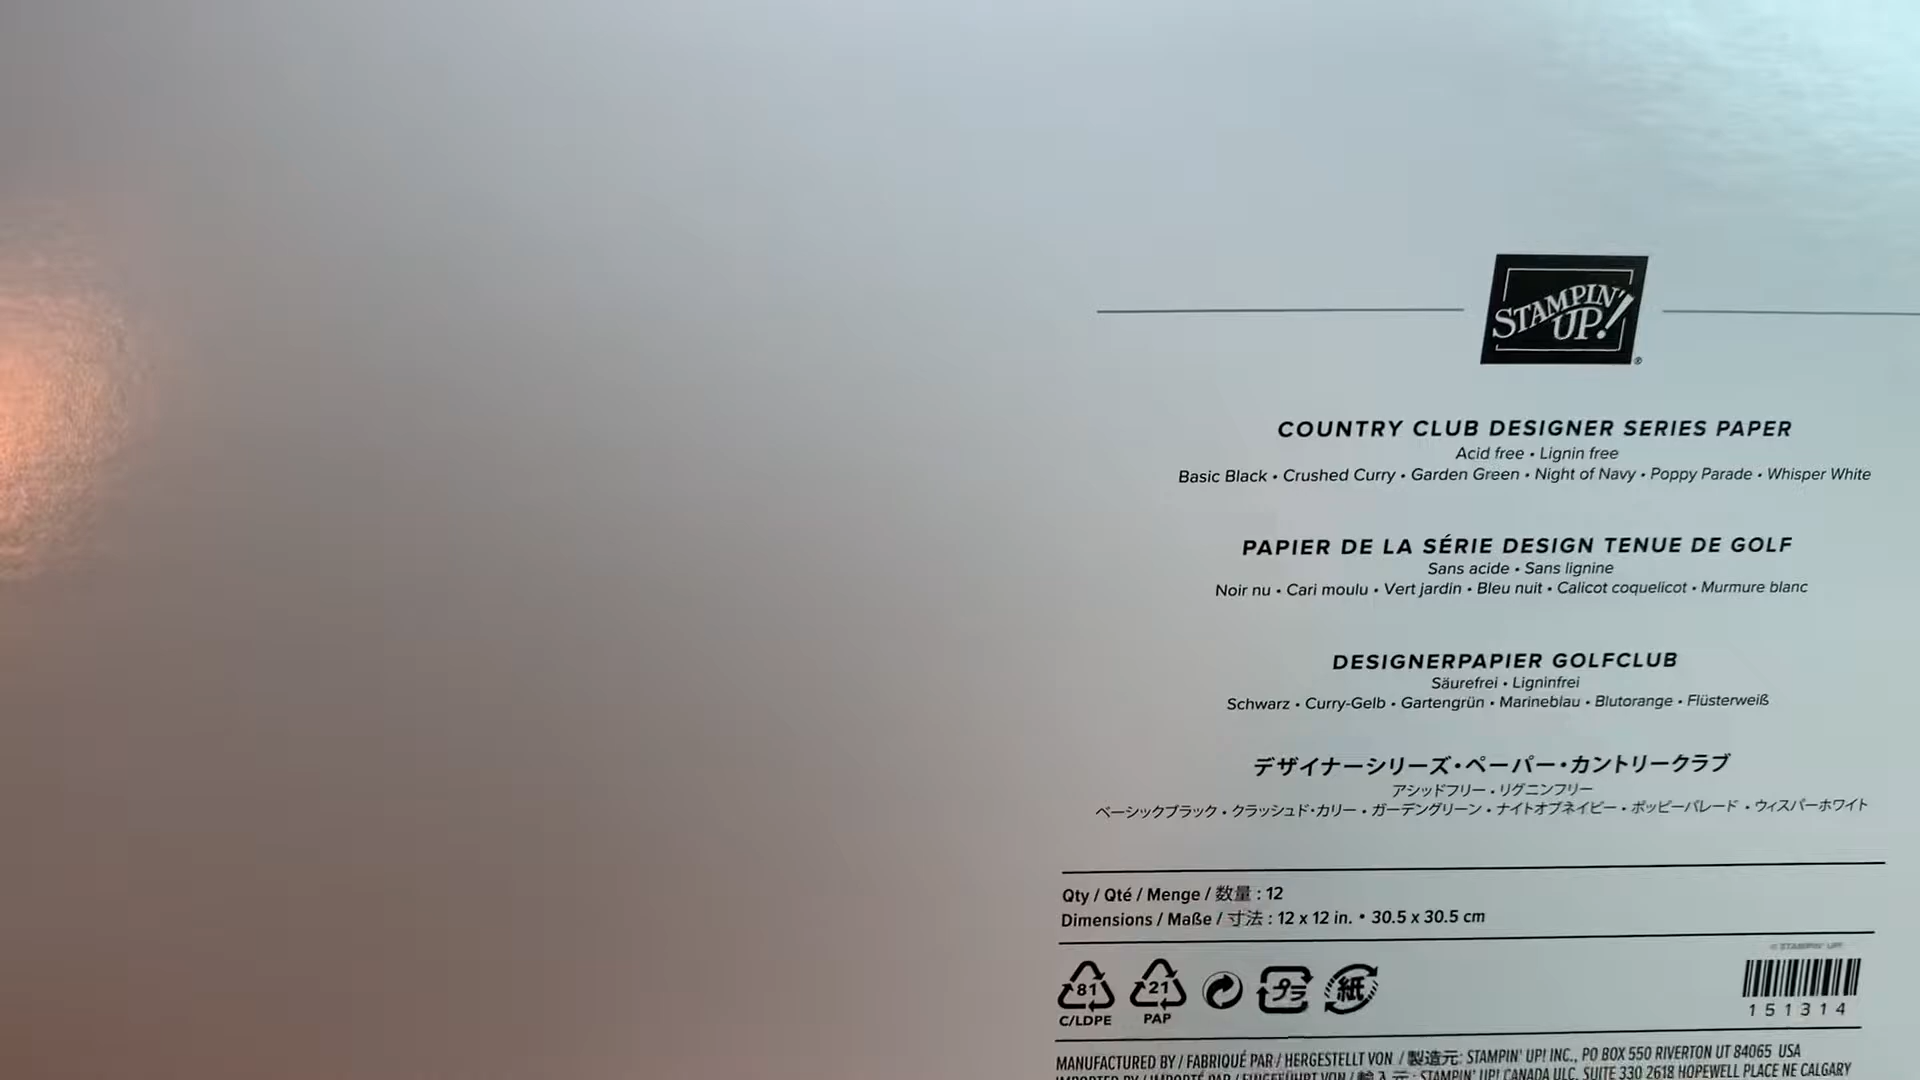 STAMPIN' UP!
®
COUNTRY CLUB DESIGNER SERIES PAPER
Acid free • Lignin free
Basic Black • Crushed Curry • Garden Green • Night of Navy • Poppy Parade • Whisper White
PAPIER DE LA SÉRIE DESIGN TENUE DE GOLF
Sans acide • Sans lignine
Noir nu • Cari moulu • Vert jardin • Bleu nuit • Calicot coquelicot • Murmure blanc
DESIGNERPAPIER GOLFCLUB
Säurefrei • Ligninfrei
Schwarz • Curry-Gelb • Gartengrün • Marineblau • Blutorange • Flüsterweiß
デザイナーシリーズ・ペーパー・カントリークラブ
アシッドフリー • リグニンフリー
ベーシックブラック • クラッシュド・カリー • ガーデングリーン • ナイトオブネイビー • ポッピーパレード • ウィスパーホワイト
Qty / Qté / Menge / 数量 : 12
Dimensions / Maße / 寸法 : 12 x 12 in. • 30.5 x 30.5 cm
© STAMPIN' UP!
81
C/LDPE
21
PAP
プラ
紙
151314
MANUFACTURED BY / FABRIQUÉ PAR / HERGESTELLT VON / 製造元: STAMPIN' UP! INC., PO BOX 550 RIVERTON UT 84065 USA
IMPORTED BY / IMPORTÉ PAR / EINGEFÜHRT VON / 輸入元 : STAMPIN' UP! CANADA ULC, SUITE 330 2618 HOPEWELL PLACE NE CALGARY